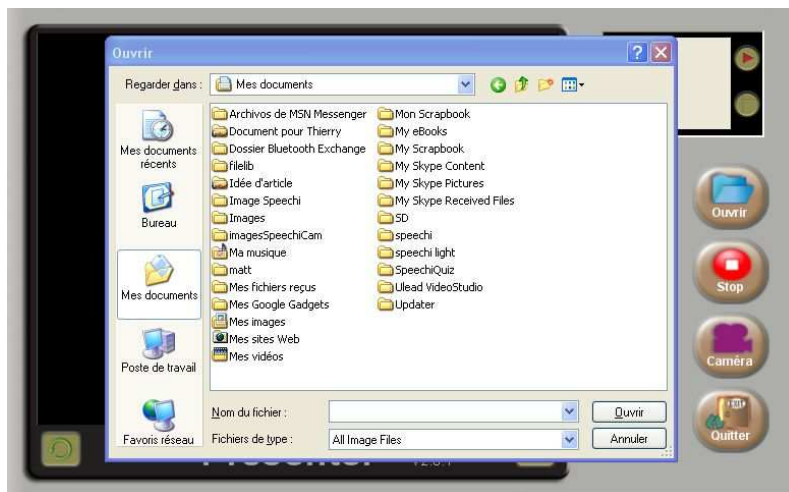 Ouvrir
Regarder dans :
Mes documents
Mes documents
récents
Bureau
Mes documents
Poste de travail
Favoris réseau
Archivos de MSN Messenger
Document pour Thierry
Dossier Bluetooth Exchange
filelib
Idée d'article
Image Speechi
Images
imagesSpeechiCam
Ma musique
matt
Mes fichiers reçus
Mes Google Gadgets
Mes images
Mes sites Web
Mes vidéos
Mon Scrapbook
My eBooks
My Scrapbook
My Skype Content
My Skype Pictures
My Skype Received Files
SD
speechi
speechi light
SpeechiQuiz
Ulead VideoStudio
Updater
Nom du fichier :
Ouvrir
Fichiers de type :
All Image Files
Annuler
Ouvrir
Stop
Caméra
EXIT
Quitter